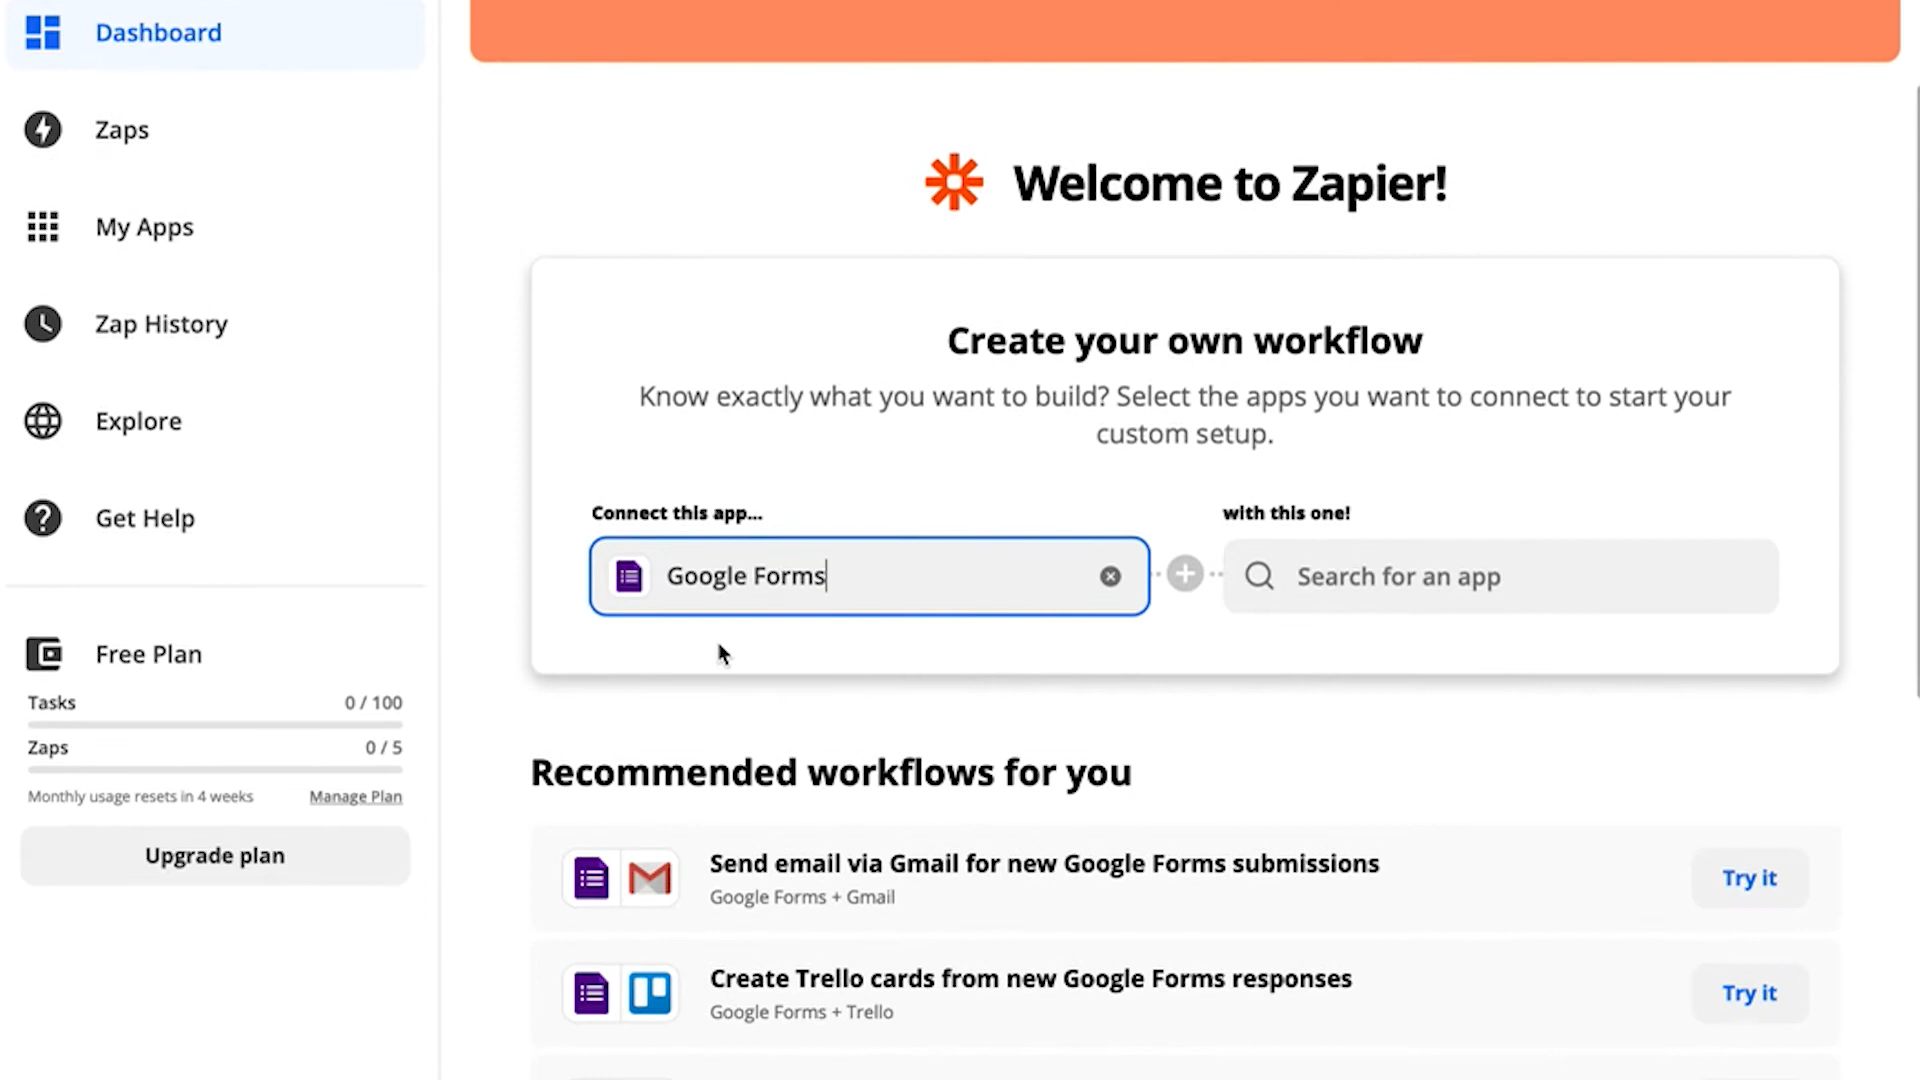 Dashboard
Zaps
My Apps
Zap History
Explore
Get Help
Free Plan
Tasks 0 / 100
Zaps 0 / 5
Monthly usage resets in 4 weeks Manage Plan
Upgrade plan
Welcome to Zapier!
Create your own workflow
Know exactly what you want to build? Select the apps you want to connect to start your
custom setup.
Connect this app... with this one!
Google Forms Search for an app
Recommended workflows for you
Send email via Gmail for new Google Forms submissions
Google Forms + Gmail
Try it
Create Trello cards from new Google Forms responses
Google Forms + Trello
Try it